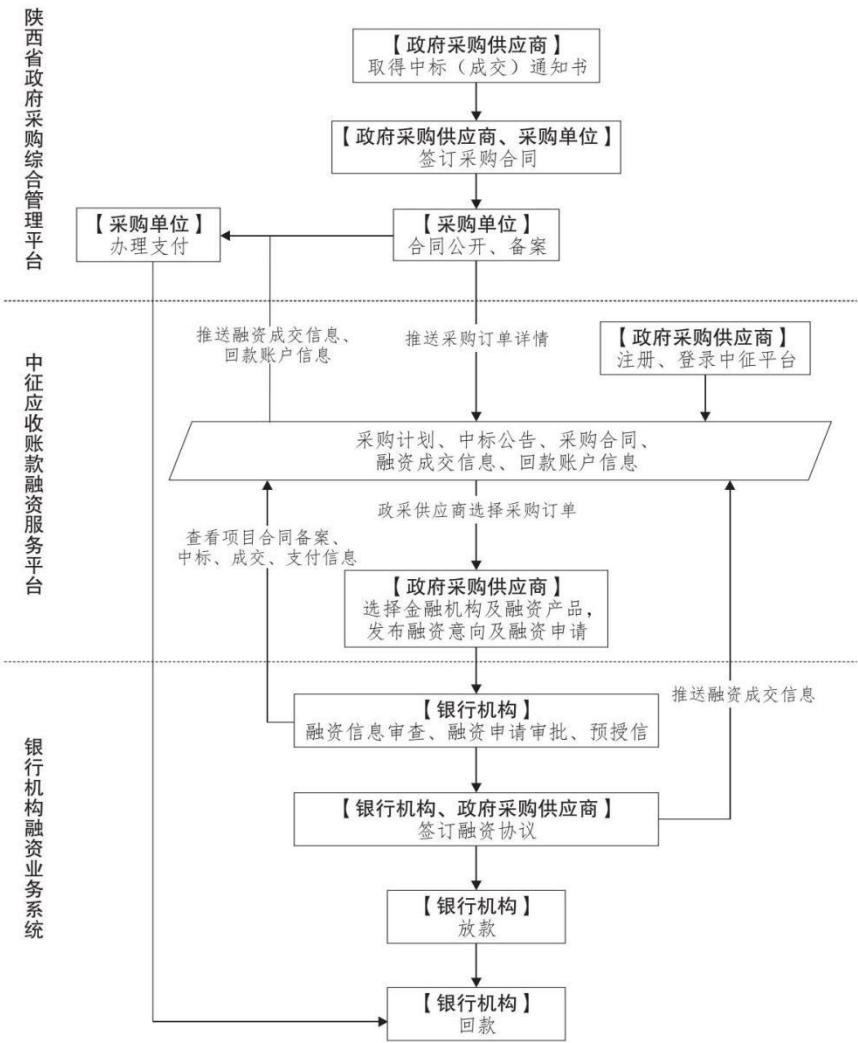 陕西省政府采购综合管理平台
【政府采购供应商】
取得中标（成交）通知书
【政府采购供应商、采购单位】
签订采购合同
【采购单位】
办理支付
【采购单位】
合同公开、备案
中征应收账款融资服务平台
推送融资成交信息、
回款账户信息
推送采购订单详情
【政府采购供应商】
注册、登录中征平台
采购计划、中标公告、采购合同、
融资成交信息、回款账户信息
政采供应商选择采购订单
查看项目合同备案、
中标、成交、支付信息
【政府采购供应商】
选择金融机构及融资产品，
发布融资意向及融资申请
银行机构融资业务系统
推送融资成交信息
【银行机构】
融资信息审查、融资申请审批、预授信
【银行机构、政府采购供应商】
签订融资协议
【银行机构】
放款
【银行机构】
回款